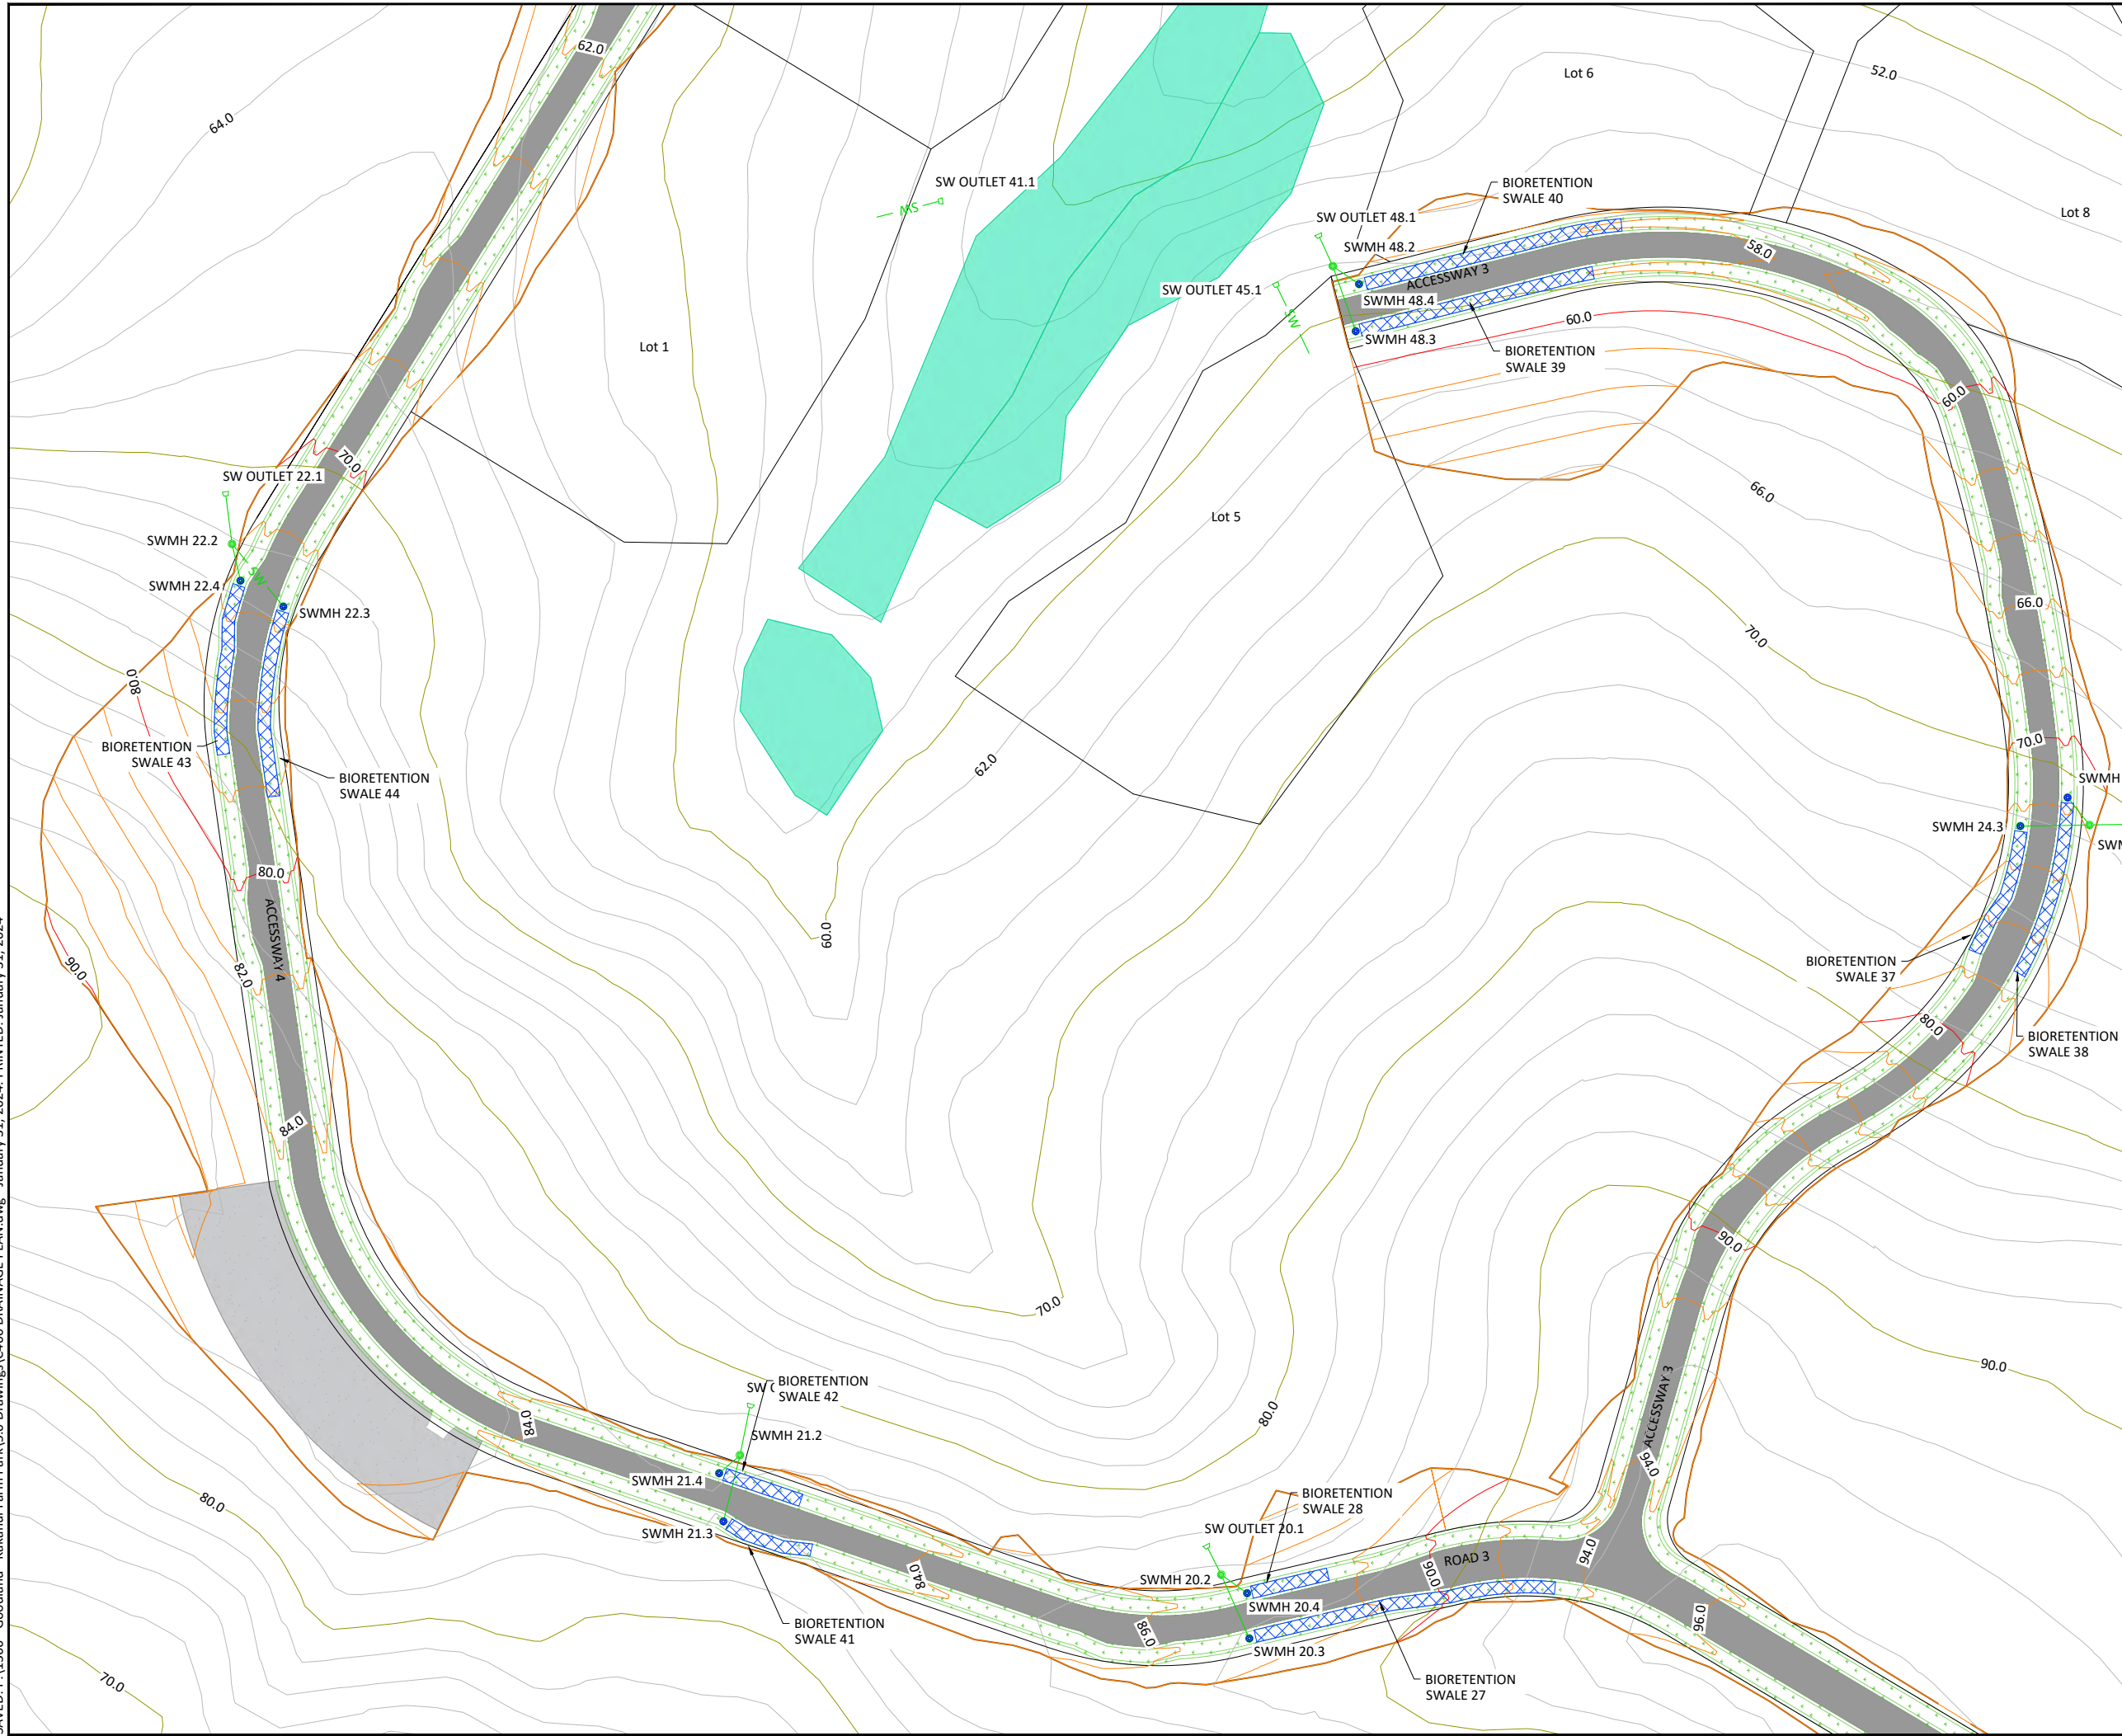 62.0
Lot 6
52.0
64.0
SW OUTLET 41.1
SW
BIORETENTION
SWALE 40
Lot 8
SW OUTLET 48.1
SWMH 48.2
58.0
ACCESSWAY 3
SW OUTLET 45.1
SW
SWMH 48.4
60.0
SWMH 48.3
Lot 1
BIORETENTION
SWALE 39
60.0
70.0
SW OUTLET 22.1
66.0
Lot 5
SWMH 22.2
SW
SWMH 22.4
SWMH 22.3
66.0
70.0
80.0
70.0
BIORETENTION
SWALE 43
62.0
BIORETENTION
SWALE 44
SWMH
SWMH 24.3
80.0
60.0
ACCESSWAY 4
90.0
82.0
BIORETENTION
SWALE 37
80.0
BIORETENTION
SWALE 38
84.0
90.0
70.0
90.0
BIORETENTION
SWALE 42
84.0
80.0
ACCESSWAY 3
SWMH 21.2
94.0
SWMH 21.4
80.0
BIORETENTION
SWALE 28
SW OUTLET 20.1
SWMH 21.3
94.0
ROAD 3
84.0
90.0
SWMH 20.2
SWMH 20.4
96.0
BIORETENTION
SWALE 41
86.0
SWMH 20.3
70.0
BIORETENTION
SWALE 27